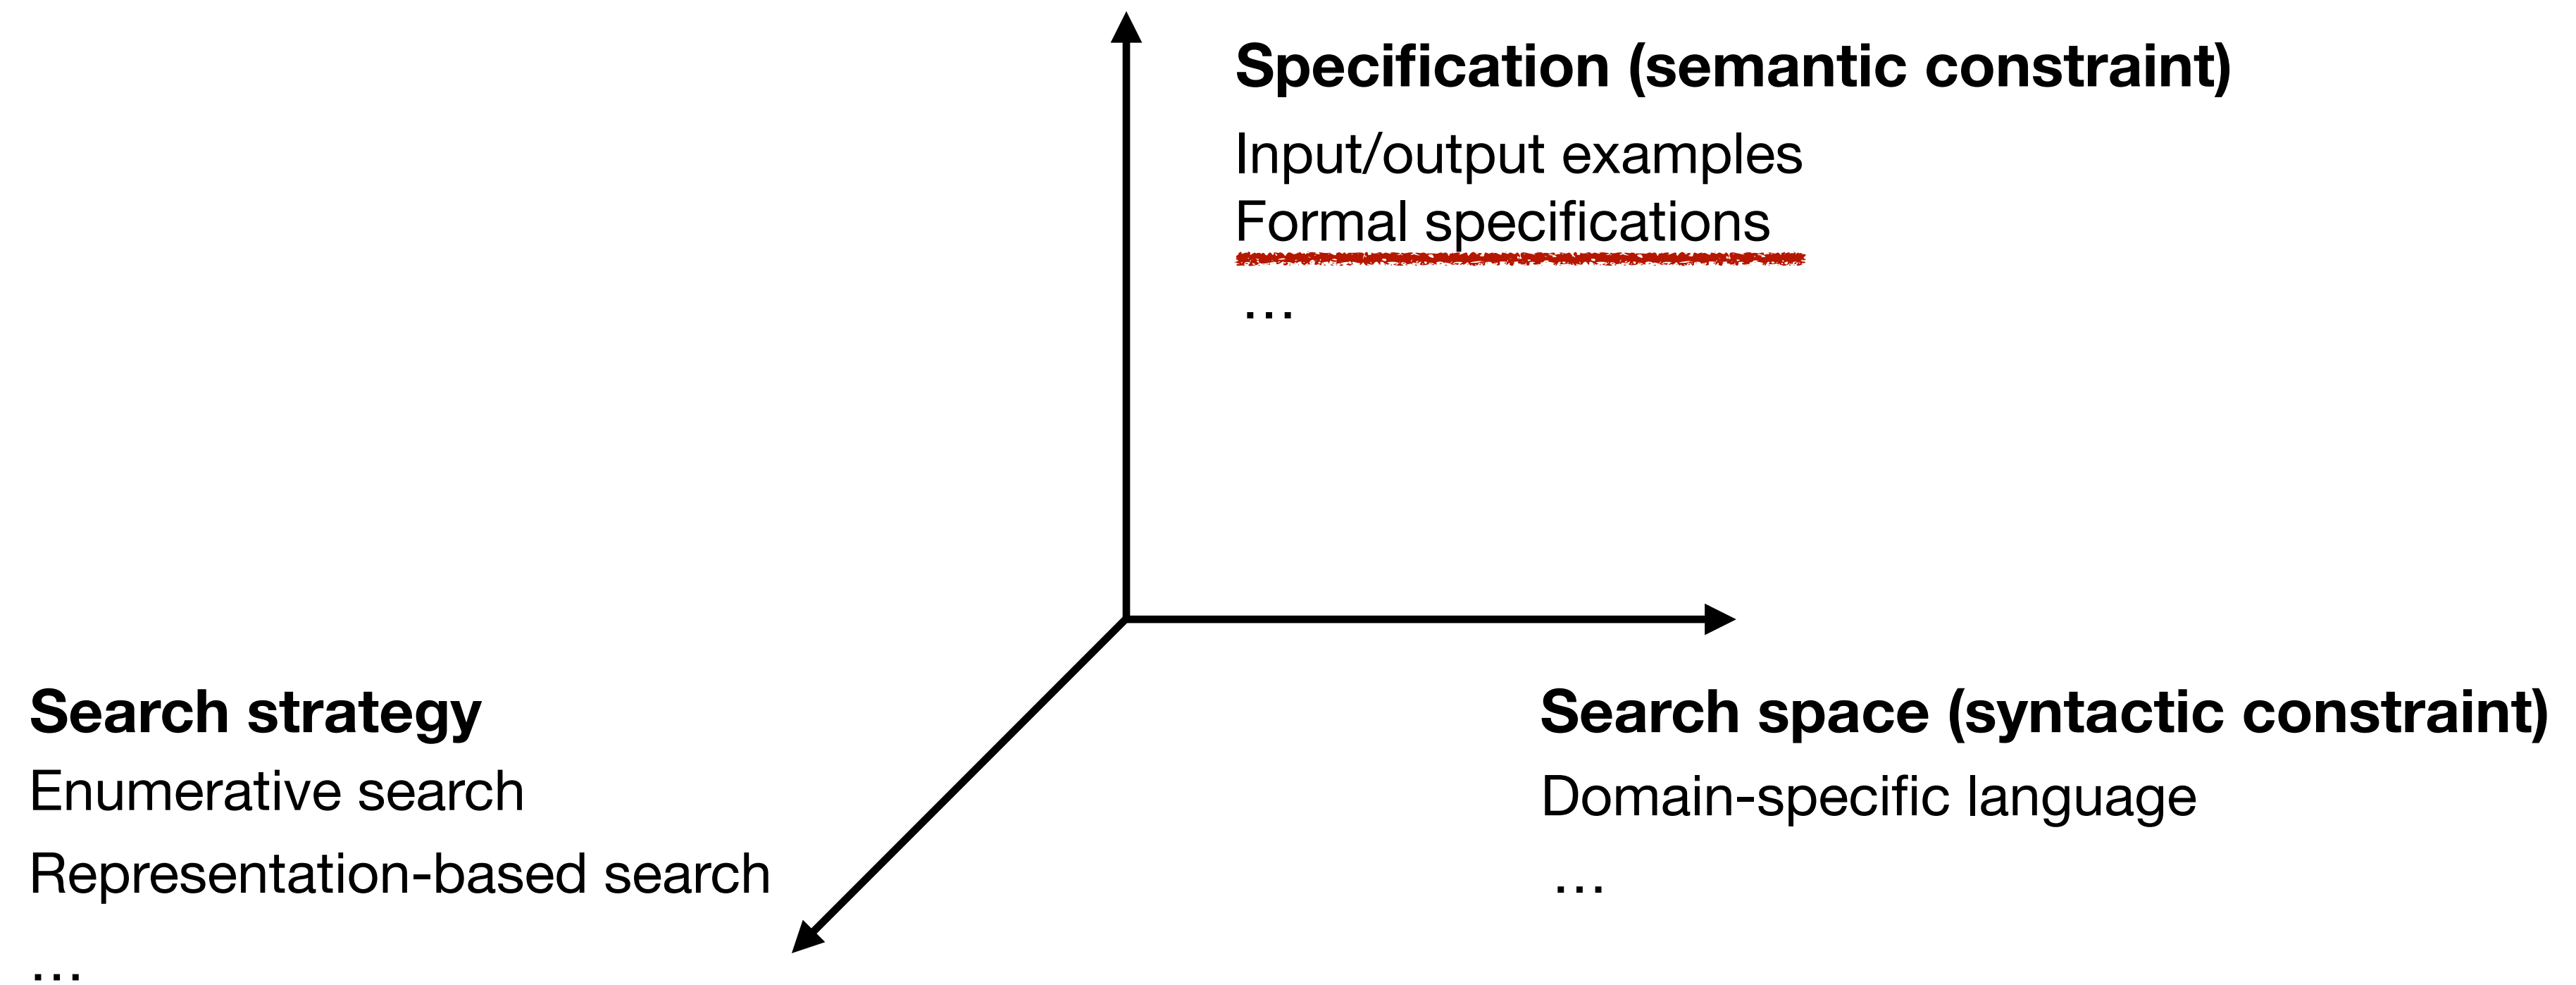 Specification (semantic constraint)
Input/output examples
Formal specifications
...
Search strategy
Enumerative search
Representation-based search
...
Search space (syntactic constraint)
Domain-specific language
...